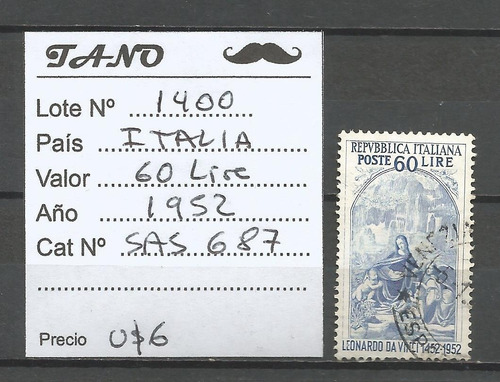 TANO
Lote Nº 1400
País ITALIA
Valor 60 Lire
Año 1952
Cat Nº SAS 687
Precio U$6
REPVBBLICA ITALIANA
POSTE 60 LIRE
LEONARDO DA VINCI 1452-1952